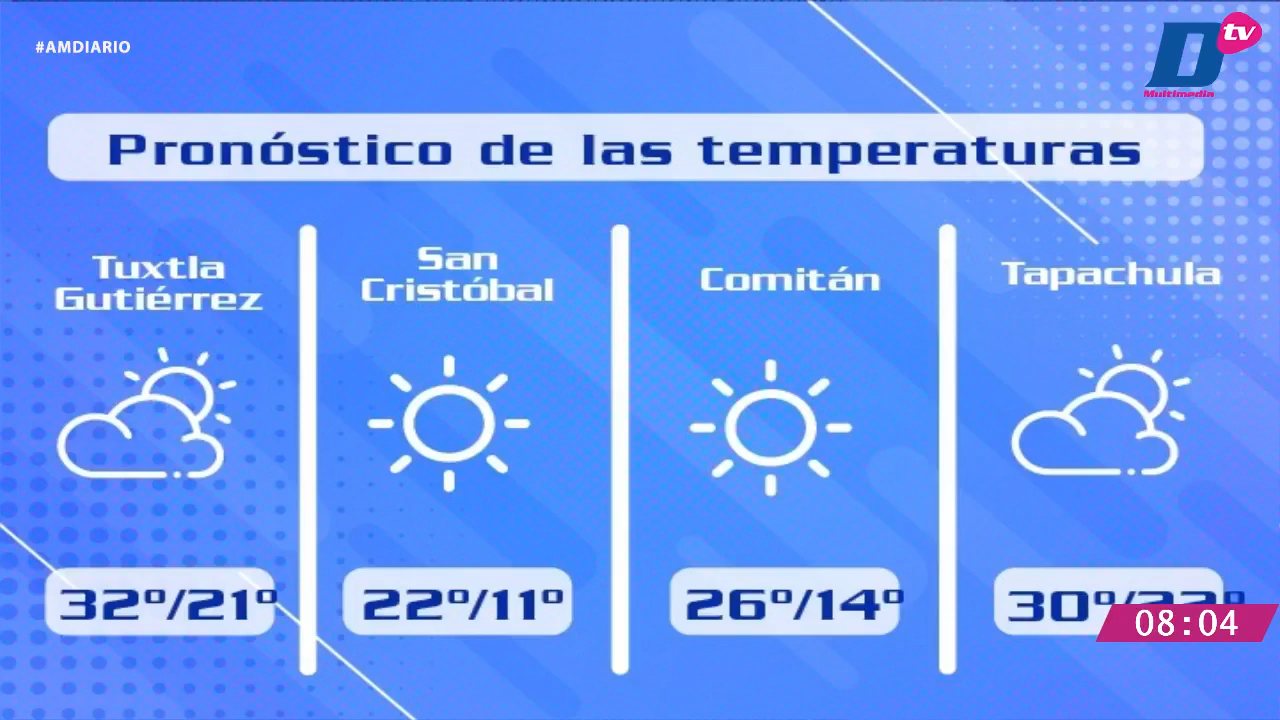 #AMDIARIO
D tv
Multimedia
Pronóstico de las temperaturas
Tuxtla
Gutiérrez
San
Cristóbal
Comitán
Tapachula
32º/21º
22º/11º
26º/14º
30º
08:04